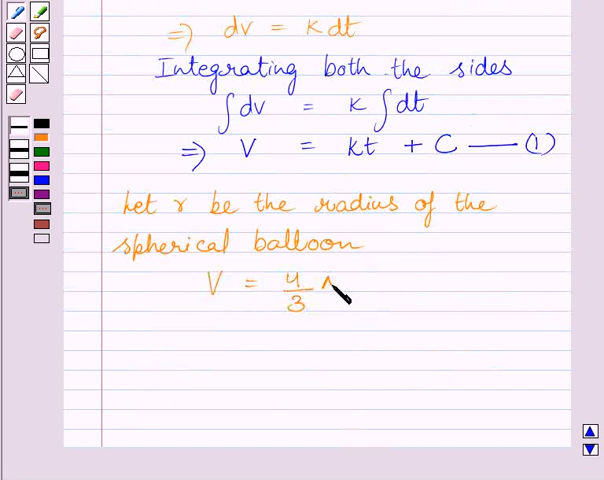 ⇒ dv = k dt
Integrating both the sides
∫dv = k ∫dt
⇒ V = kt + C — ①
Let r be the radius of the
spherical balloon
V = 4/3